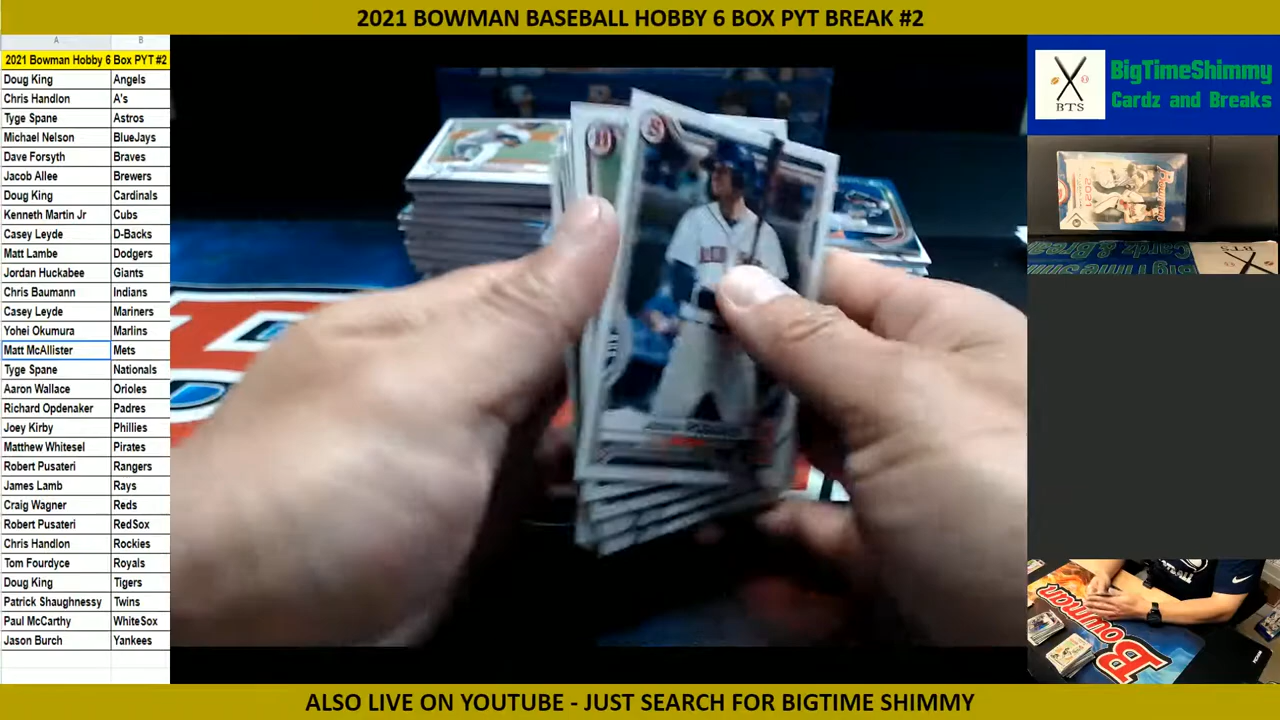 2021 BOWMAN BASEBALL HOBBY 6 BOX PYT BREAK #2
A B
2021 Bowman Hobby 6 Box PYT #2
Doug King Angels
Chris Handlon A's
Tyge Spane Astros
Michael Nelson BlueJays
Dave Forsyth Braves
Jacob Allee Brewers
Doug King Cardinals
Kenneth Martin Jr Cubs
Casey Leyde D-Backs
Matt Lambe Dodgers
Jordan Huckabee Giants
Chris Baumann Indians
Casey Leyde Mariners
Yohei Okumura Marlins
Matt McAllister Mets
Tyge Spane Nationals
Aaron Wallace Orioles
Richard Opdenaker Padres
Joey Kirby Phillies
Matthew Whitesel Pirates
Robert Pusateri Rangers
James Lamb Rays
Craig Wagner Reds
Robert Pusateri RedSox
Chris Handlon Rockies
Tom Fourdyce Royals
Doug King Tigers
Patrick Shaughnessy Twins
Paul McCarthy WhiteSox
Jason Burch Yankees
BTS
BigTimeShimmy
Cardz and Breaks
Bowman
2021
BigTimeShimmy
Cardz & Breaks
BTS
Bowman
ALSO LIVE ON YOUTUBE - JUST SEARCH FOR BIGTIME SHIMMY